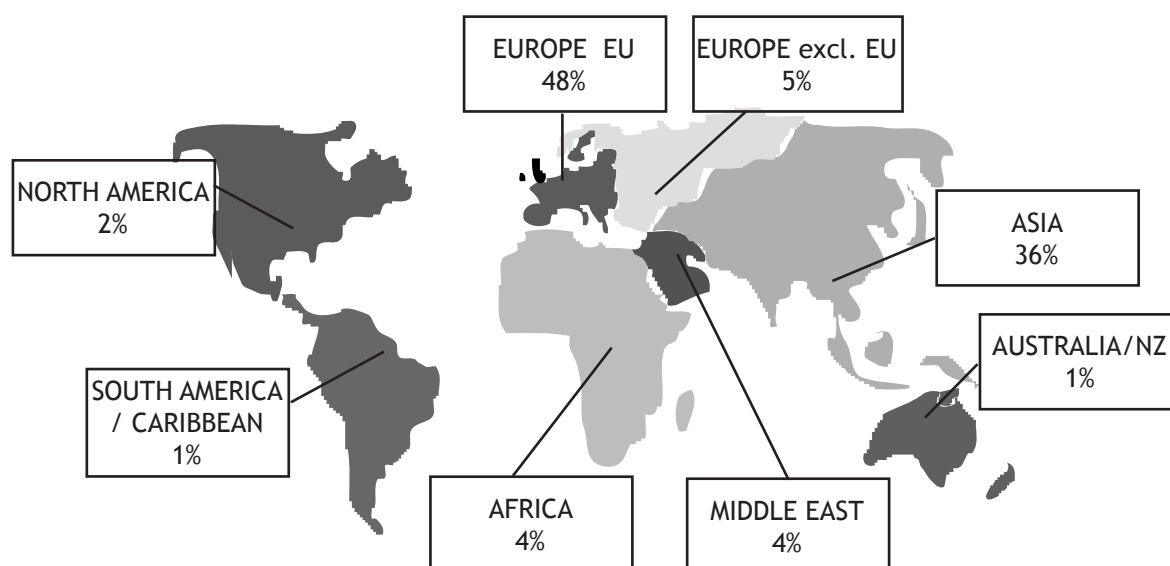 EUROPE EU
48%
EUROPE excl. EU
5%
NORTH AMERICA
2%
ASIA
36%
AUSTRALIA/NZ
1%
SOUTH AMERICA
/ CARIBBEAN
1%
AFRICA
4%
MIDDLE EAST
4%